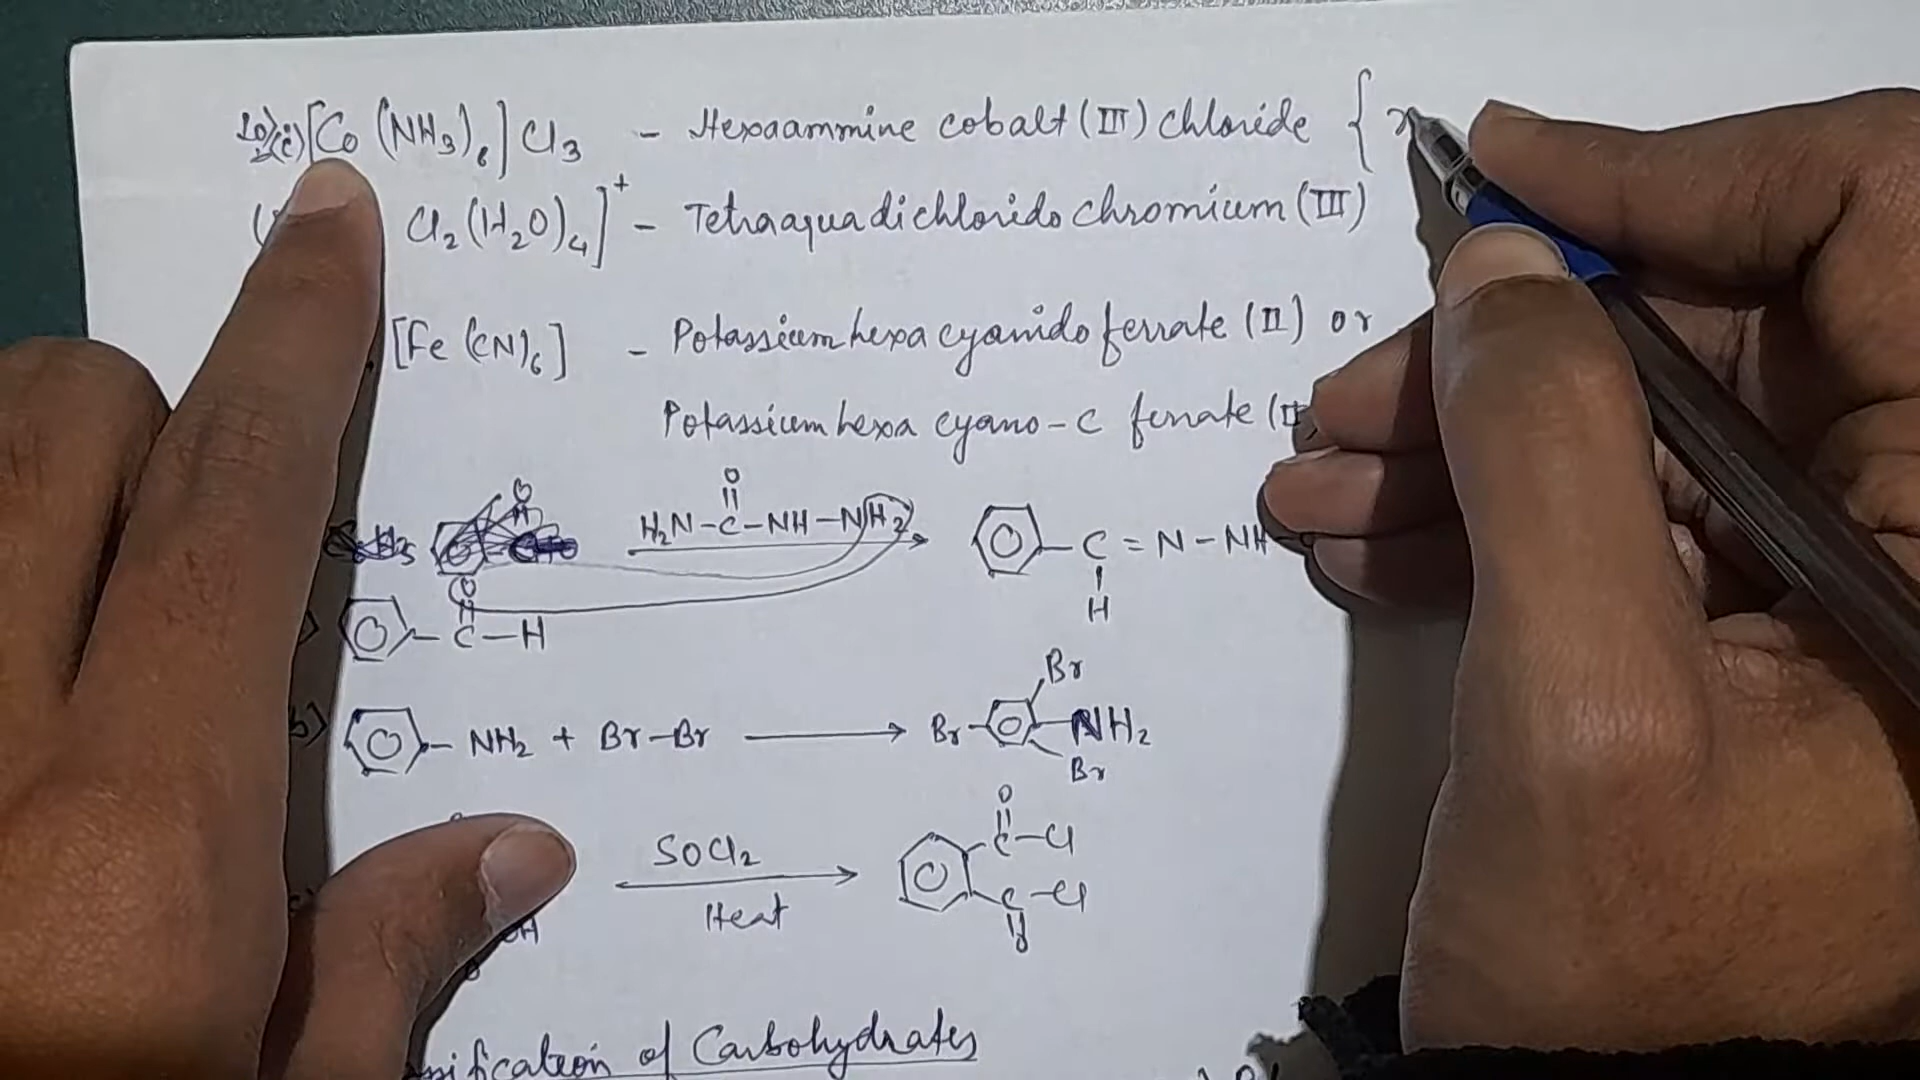 [Co(NH₃)₆]Cl₃ - Hexaammine cobalt(III) chloride { x
Cl₂(H₂O)₄]⁺ - Tetraaquadichlorido chromium(III)
[Fe(CN)₆] - Potassium hexa cyanido ferrate (II) or
Potassium hexa cyano-C ferrate (II
O
H₂N-C-NH-NH₂
C=N-NH
H
O
C-H
b) NH₂ + Br-Br → Br Br NH₂ Br
SOCl₂
Heat
O
C-Cl
C-Cl
O
sification of Carbohydrates